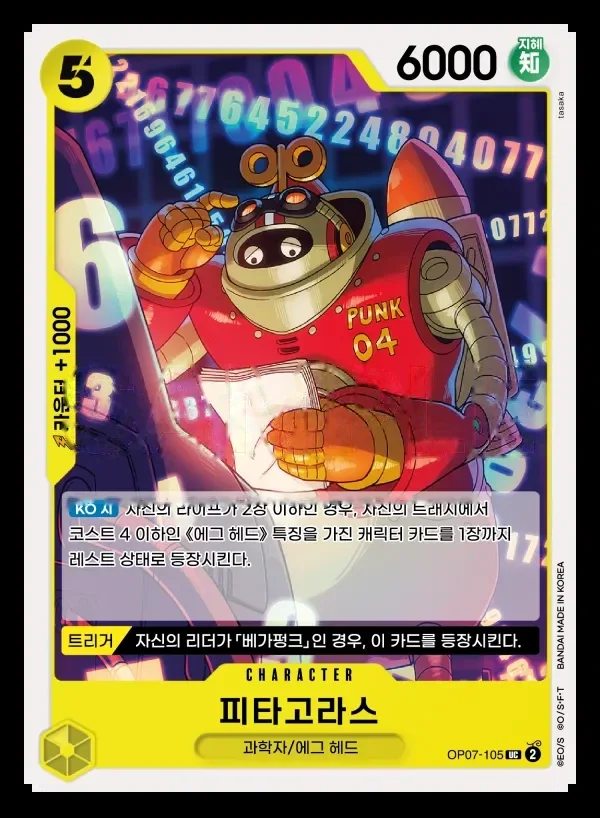 5
6000
지혜
知
tasaka
677645224809407716
7696461
6
0772
PUNK
04
카운터 +1000
KO 시 자신의 라이프가 2장 이하인 경우, 자신의 트래시에서
코스트 4 이하인 《에그 헤드》 특징을 가진 캐릭터 카드를 1장까지
레스트 상태로 등장시킨다.
트리거 자신의 리더가 「베가펑크」인 경우, 이 카드를 등장시킨다.
CHARACTER
피타고라스
과학자/에그 헤드
OP07-105 UC 2
©EO/S ©O/S·F·T BANDAI MADE IN KOREA